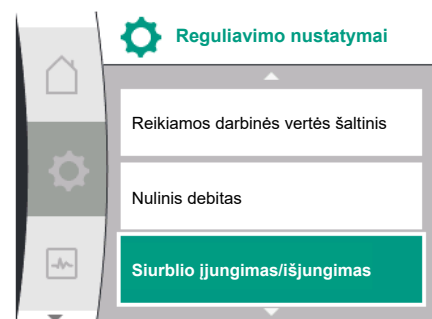 Reguliavimo nustatymai
Reikiamos darbinės vertės šaltinis
Nulinis debitas
Siurblio įjungimas/išjungimas